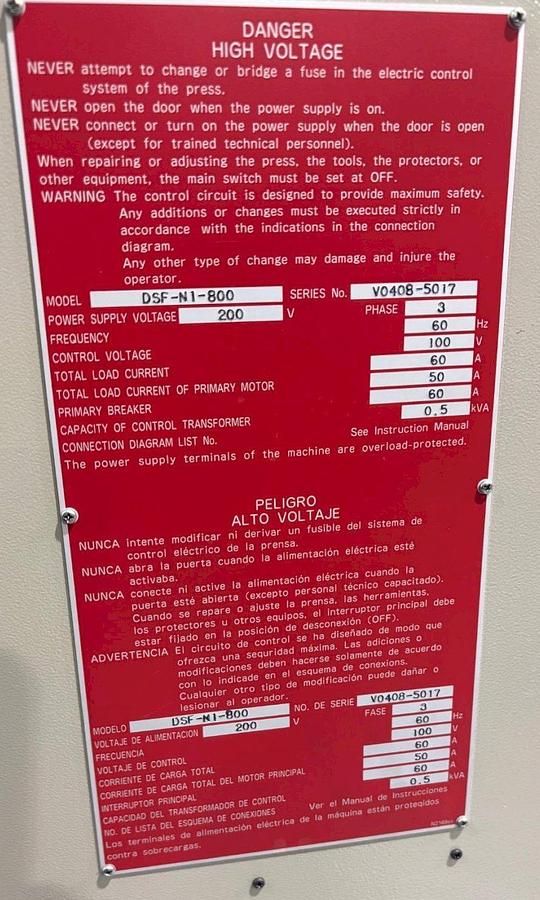 DANGER
HIGH VOLTAGE
NEVER attempt to change or bridge a fuse in the electric control
system of the press.
NEVER open the door when the power supply is on.
NEVER connect or turn on the power supply when the door is open
(except for trained technical personnel).
When repairing or adjusting the press, the tools, the protectors, or
other equipment, the main switch must be set at OFF.
WARNING The control circuit is designed to provide maximum safety.
Any additions or changes must be executed strictly in
accordance with the indications in the connection
diagram.
Any other type of change may damage and injure the
operator.
MODEL DSF-N1-800 SERIES No. V0408-5017
POWER SUPPLY VOLTAGE 200 V PHASE 3
FREQUENCY 60 Hz
CONTROL VOLTAGE 100 V
TOTAL LOAD CURRENT 60 A
TOTAL LOAD CURRENT OF PRIMARY MOTOR 50 A
PRIMARY BREAKER 60 A
CAPACITY OF CONTROL TRANSFORMER 0.5 kVA
CONNECTION DIAGRAM LIST No. See Instruction Manual
The power supply terminals of the machine are overload-protected.
PELIGRO
ALTO VOLTAJE
NUNCA intente modificar ni derivar un fusible del sistema de
control eléctrico de la prensa.
NUNCA abra la puerta cuando la alimentación eléctrica esté
activaba.
NUNCA conecte ni active la alimentación eléctrica cuando la
puerta esté abierta (excepto personal técnico capacitado).
Cuando se repare o ajuste la prensa, las herramientas,
los protectores u otros equipos, el interruptor principal debe
estar fijado en la posición de desconexión (OFF).
ADVERTENCIA El circuito de control se ha diseñado de modo que
ofrezca una sequridad máxima. Las adiciones o
modificaciones deben hacerse solamente de acuerdo
con lo indicade en el esquema de conexiones.
Cualquier otro tipo de modificación puede dañar o
lesionar al operador.
MODELO DSF-N1-800 NO. DE SERIE V0408-5017
VOLTAJE DE ALIMENTACION 200 V FASE 3
FRECUENCIA 60 Hz
VOLTAJE DE CONTROL 100 V
CORRIENTE DE CARGA TOTAL 60 A
CORRIENTE DE CARGA TOTAL DEL MOTOR PRINCIPAL 50 A
INTERRUPTOR PRINCIPAL 60 A
CAPACIDAD DEL TRANSFORMADOR DE CONTROL 0.5 kVA
NO. DE LISTA DEL ESQUEMA DE CONEXIONES Ver el Manual de Instrucciones
Los terminales de alimentación eléctrica de la máquina están protegidos
contra sobrecargas.